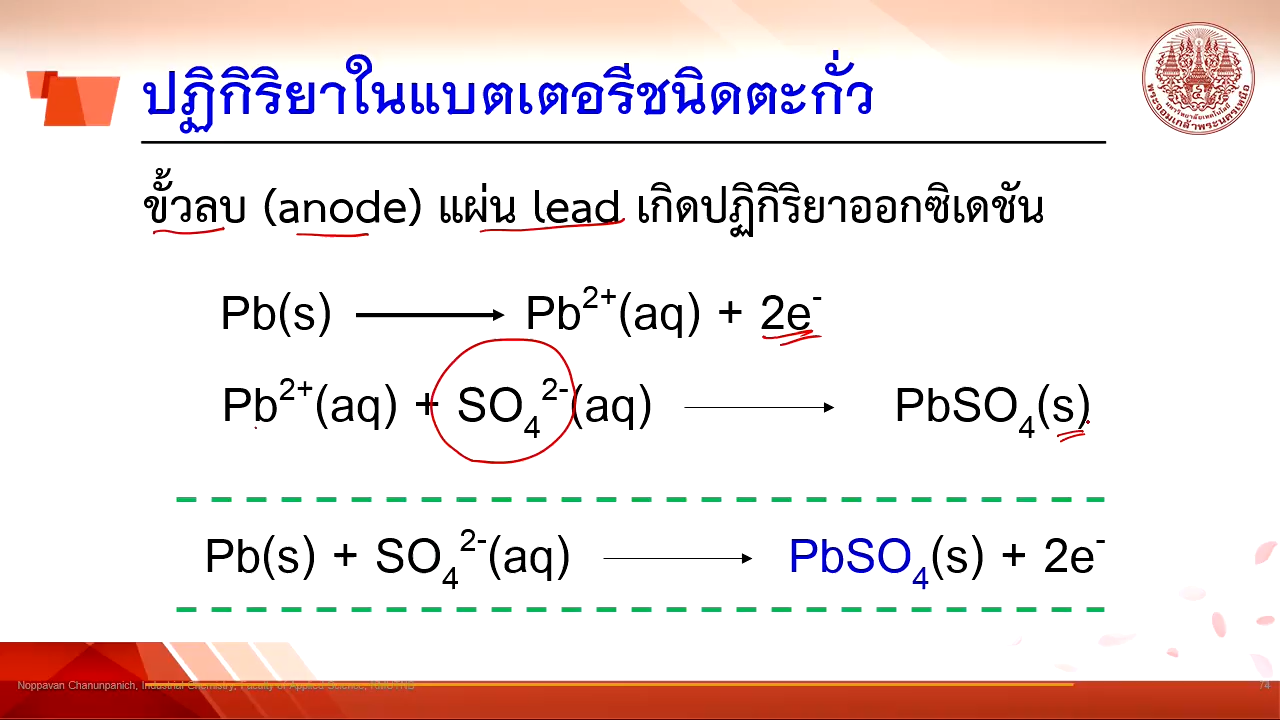 ปฏิกิริยาในแบตเตอรีชนิดตะกั่ว
ขั้วลบ (anode) แผ่น lead เกิดปฏิกิริยาออกซิเดชัน
Pb(s) ⟶ Pb²⁺(aq) + 2e⁻
Pb²⁺(aq) + SO₄²⁻(aq) ⟶ PbSO₄(s)
Pb(s) + SO₄²⁻(aq) ⟶ PbSO₄(s) + 2e⁻
Noppavan Chanunpanich, Industrial Chemistry, Faculty of Applied Science, KMUTNB
74